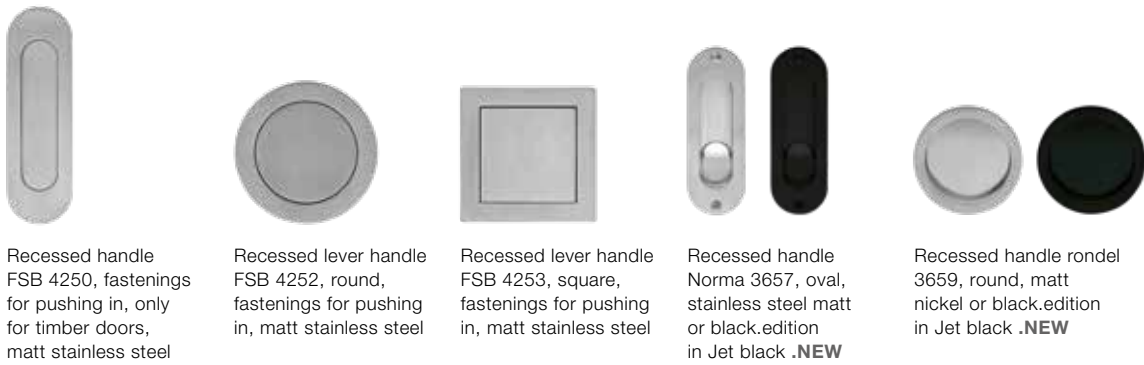 Recessed handle
FSB 4250, fastenings
for pushing in, only
for timber doors,
matt stainless steel
Recessed lever handle
FSB 4252, round,
fastenings for pushing
in, matt stainless steel
Recessed lever handle
FSB 4253, square,
fastenings for pushing
in, matt stainless steel
Recessed handle
Norma 3657, oval,
stainless steel matt
or black.edition
in Jet black .NEW
Recessed handle rondel
3659, round, matt
nickel or black.edition
in Jet black .NEW